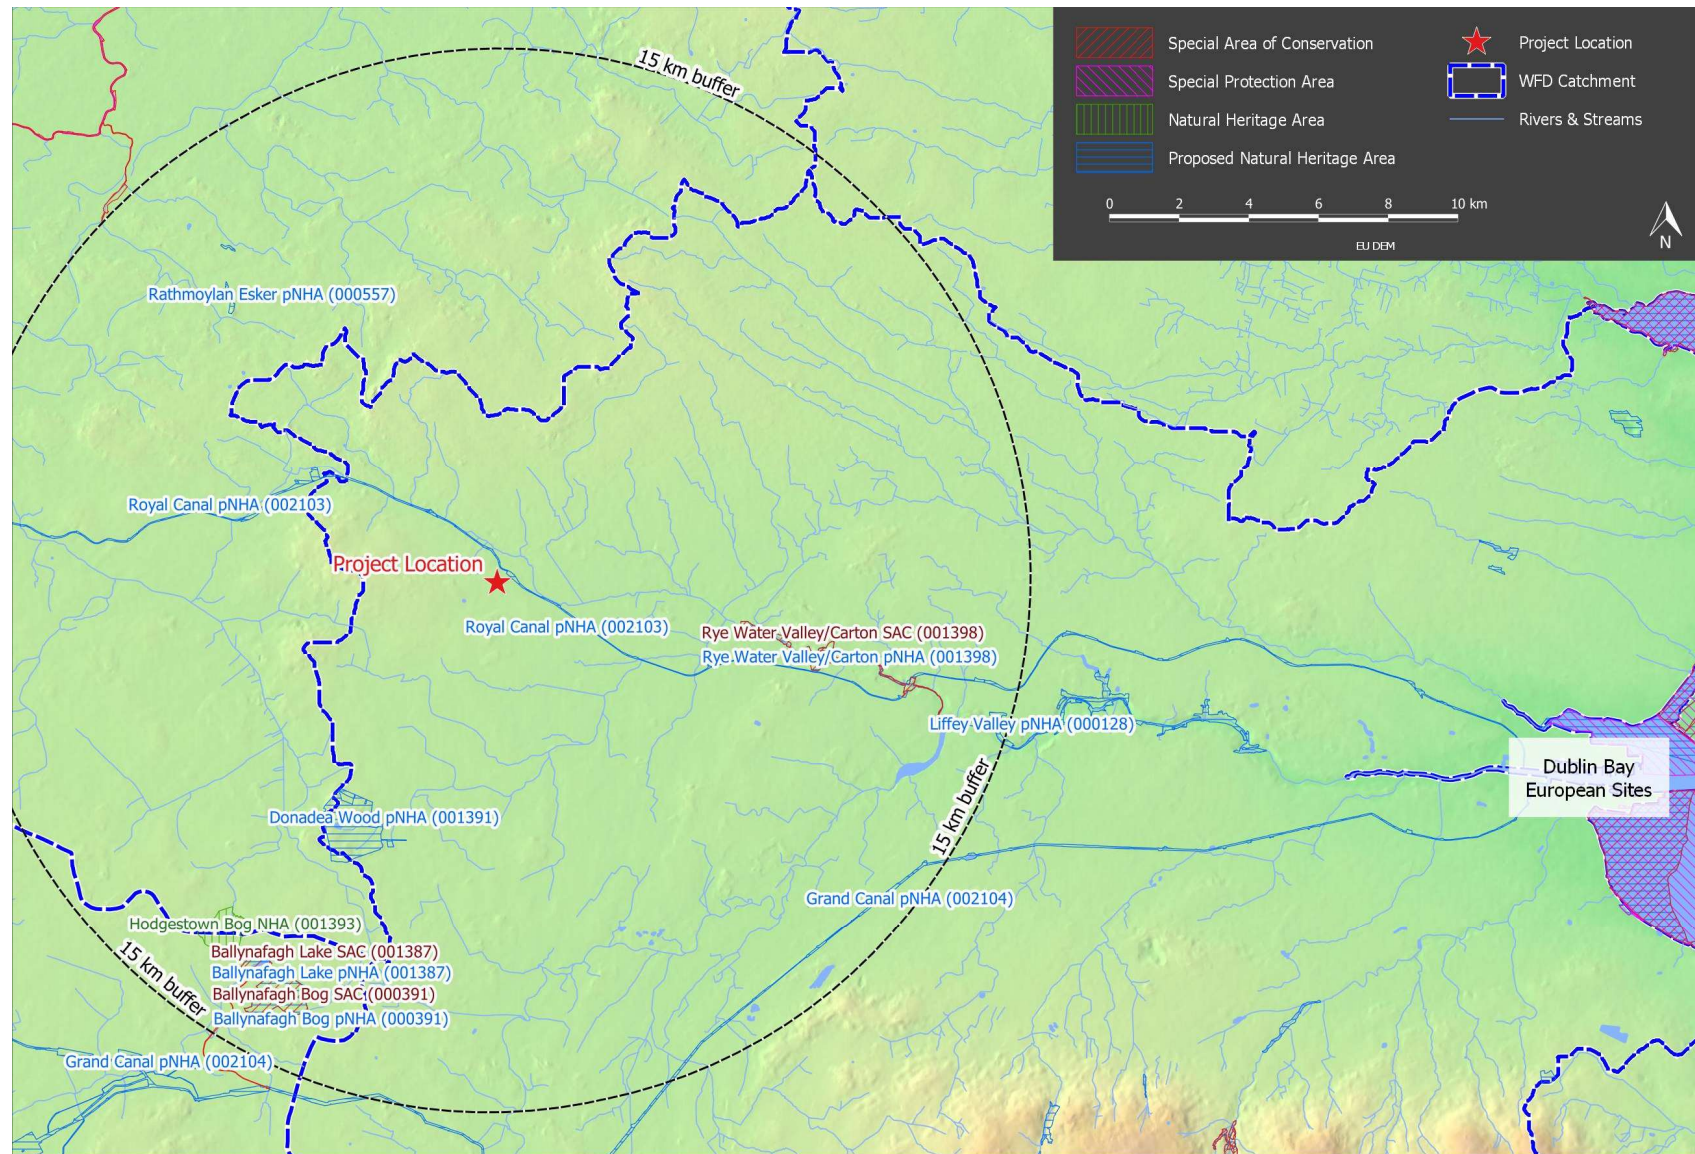 15 km buffer
Special Area of Conservation
Special Protection Area
Natural Heritage Area
Proposed Natural Heritage Area
Project Location
WFD Catchment
Rivers & Streams
0 2 4 6 8 10 km
EU DEM
N
Rathmoylan Esker pNHA (000557)
Royal Canal pNHA (002103)
Project Location
Royal Canal pNHA (002103)
Rye Water Valley/Carton SAC (001398)
Rye Water Valley/Carton pNHA (001398)
Liffey Valley pNHA (000128)
Dublin Bay
European Sites
15 km buffer
Donadea Wood pNHA (001391)
Grand Canal pNHA (002104)
Hodgestown Bog NHA (001393)
Ballynafagh Lake SAC (001387)
Ballynafagh Lake pNHA (001387)
Ballynafagh Bog SAC (000391)
Ballynafagh Bog pNHA (000391)
15 km buffer
Grand Canal pNHA (002104)